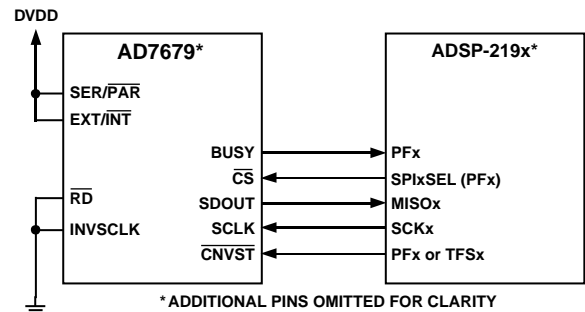 DVDD
AD7679*
ADSP-219x*
SER/PAR
EXT/INT
BUSY
PFx
CS
SPIxSEL (PFx)
RD
SDOUT
MISOx
INVSCLK
SCLK
SCKx
CNVST
PFx or TFSx
*ADDITIONAL PINS OMITTED FOR CLARITY